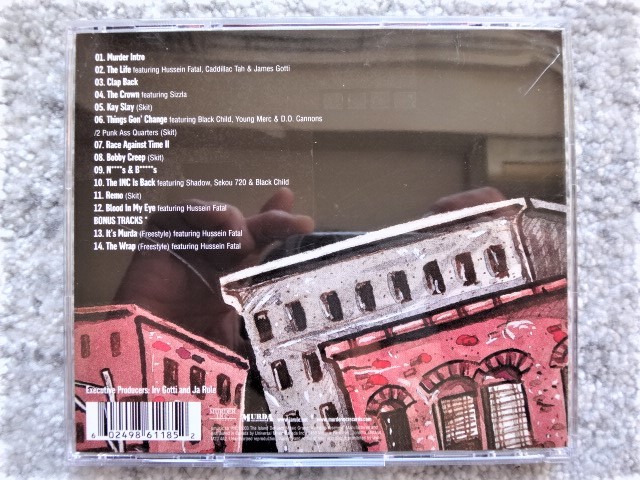 01. Murder Intro
02. The Life featuring Hussein Fatal, Caddillac Tah & James Gotti
03. Clap Back
04. The Crown featuring Sizzla
05. Kay Slay (Skit)
06. Things Gon' Change featuring Black Child, Young Merc & D.O. Cannons
/2 Punk Ass Quarters (Skit)
07. Race Against Time II
08. Bobby Creep (Skit)
09. N****s & B*****s
10. The INC Is Back featuring Shadow, Sekou 720 & Black Child
11. Remo (Skit)
12. Blood In My Eye featuring Hussein Fatal
BONUS TRACKS *
13. It's Murda (Freestyle) featuring Hussein Fatal
14. The Wrap (Freestyle) featuring Hussein Fatal
Executive Producers: Irv Gotti and Ja Rule
MURDA
6 02498 61185 2